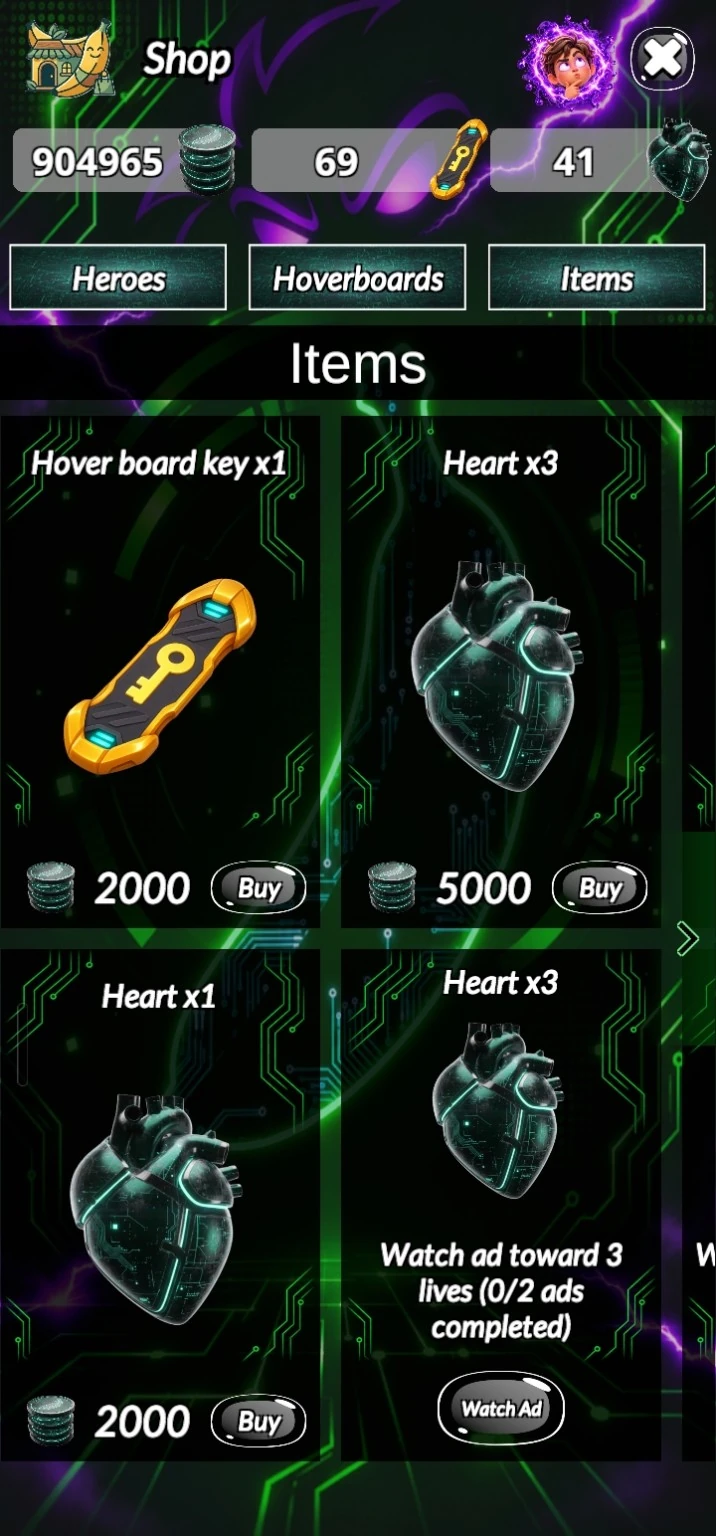 Shop
904965 69 41
Heroes Hoverboards Items
Items
Hover board key x1
2000 Buy
Heart x3
5000 Buy
Heart x1
2000 Buy
Heart x3
Watch ad toward 3
lives (0/2 ads
completed)
Watch Ad